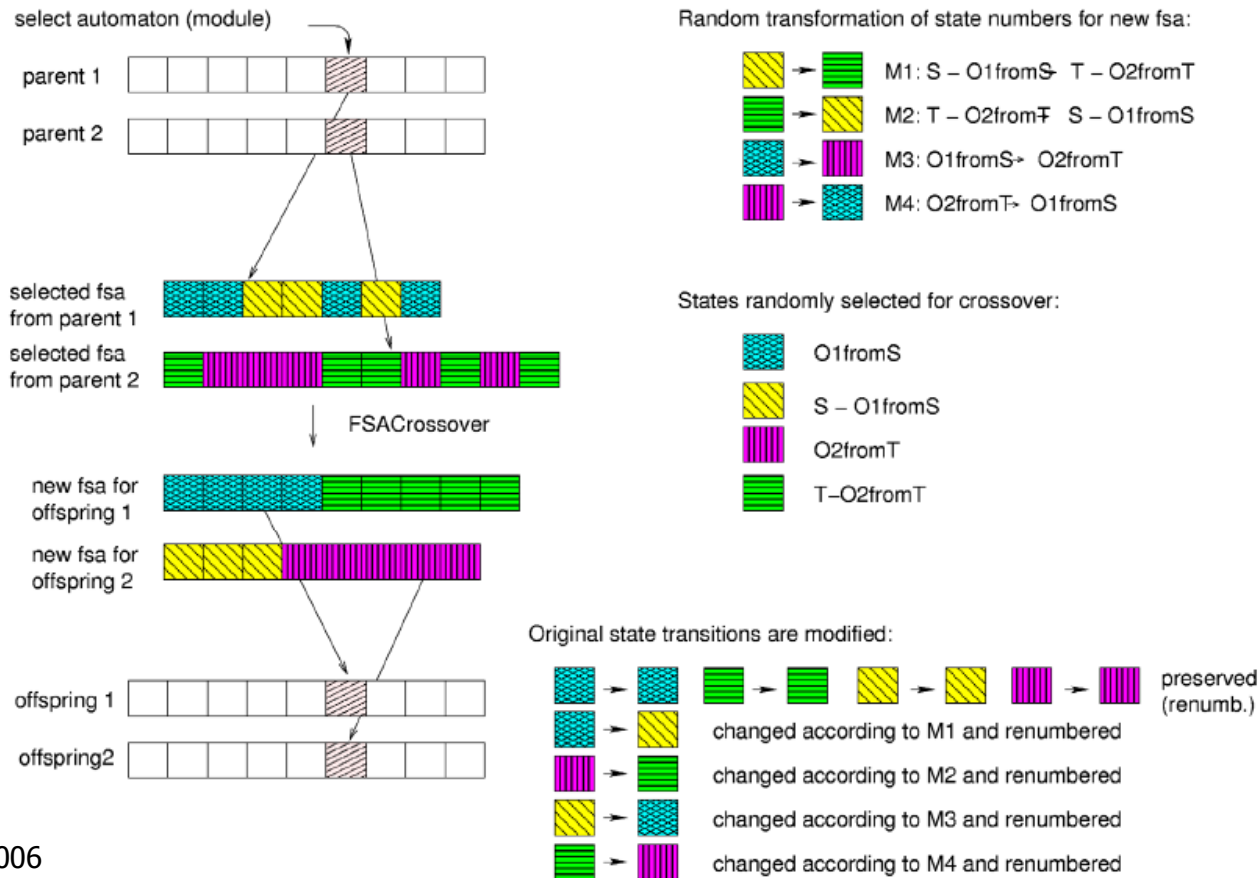 select automaton (module)
parent 1
parent 2
selected fsa
from parent 1
selected fsa
from parent 2
FSACrossover
new fsa for
offspring 1
new fsa for
offspring 2
offspring 1
offspring2
006
Random transformation of state numbers for new fsa:
M1: S – O1fromS → T – O2fromT
M2: T – O2fromT → S – O1fromS
M3: O1fromS → O2fromT
M4: O2fromT → O1fromS
States randomly selected for crossover:
O1fromS
S – O1fromS
O2fromT
T–O2fromT
Original state transitions are modified:
preserved
(renumb.)
changed according to M1 and renumbered
changed according to M2 and renumbered
changed according to M3 and renumbered
changed according to M4 and renumbered